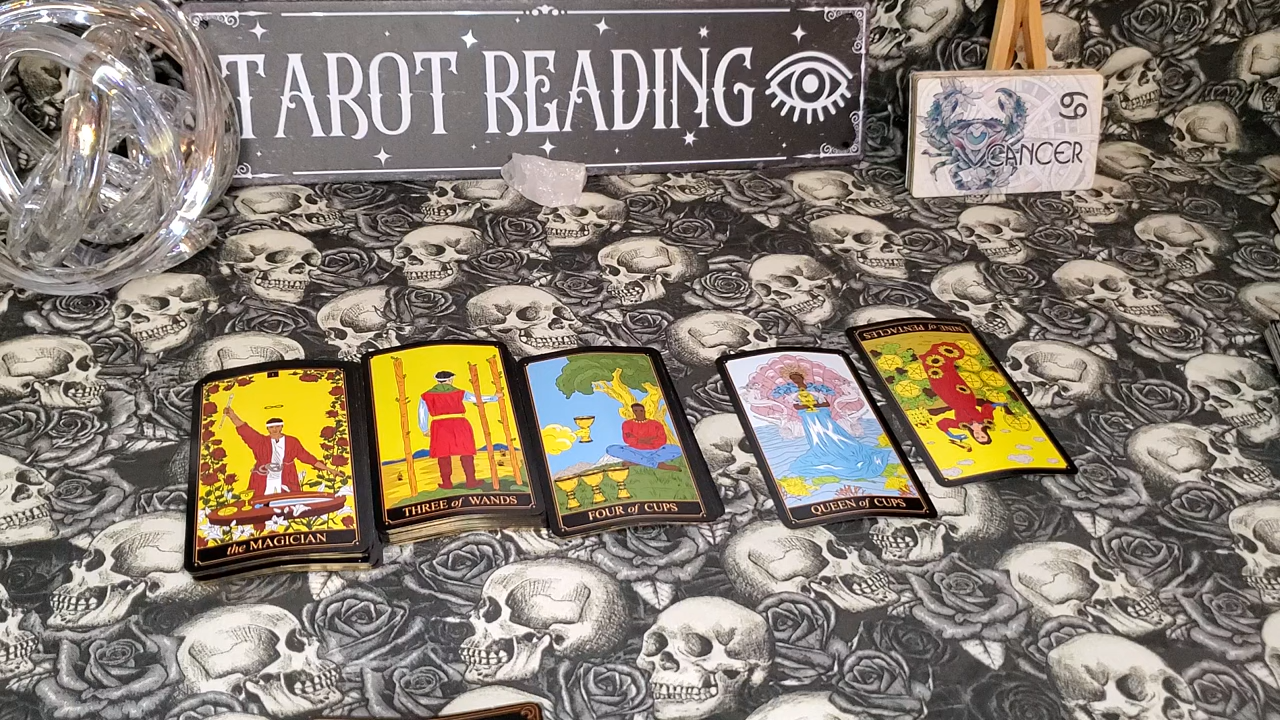 TAROT READING
CANCER
I
the MAGICIAN
THREE of WANDS
FOUR of CUPS
QUEEN of CUPS
NINE of PENTACLES